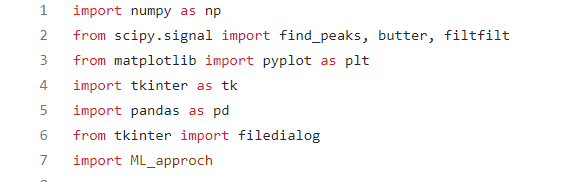 1 import numpy as np
2 from scipy.signal import find_peaks, butter, filtfilt
3 from matplotlib import pyplot as plt
4 import tkinter as tk
5 import pandas as pd
6 from tkinter import filedialog
7 import ML_approch